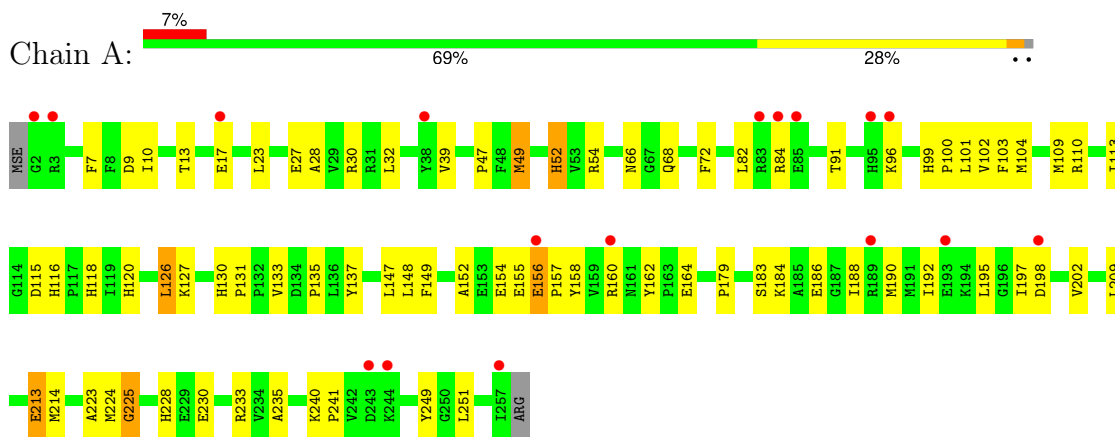 7%
Chain A:
69% 28% • •
MSE G2 R3 F7 F8 D9 I10 T13 E17 L23 E27 A28 V29 R30 R31 L32 Y38 V39 P47 F48 M49 H52 V53 R54 N66 G67 Q68 F72 L82 R83 R84 E85 T91 H95 K96 H99 P100 L101 V102 F103 M104 M109 R110 I113
G114 D115 H116 P117 H118 I119 H120 L126 K127 H130 P131 P132 V133 D134 P135 L136 Y137 L147 L148 F149 A152 E153 E154 E155 E156 P157 Y158 V159 R160 N161 Y162 P163 E164 P179 S183 K184 A185 E186 G187 I188 R189 M190 M191 I192 E193 K194 L195 G196 I197 D198 V202 L209
E213 M214 A223 M224 G225 H228 E229 E230 R233 V234 A235 K240 P241 V242 D243 K244 Y249 G250 L251 I257 ARG